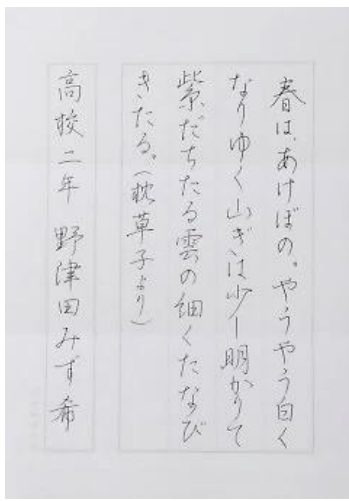 春は、あけぼの。やうやう白く
なりゆく山ぎは少し明かりて
紫だちたる雲の細くたなび
きたる。（枕草子より）
高校二年 野津田みず希